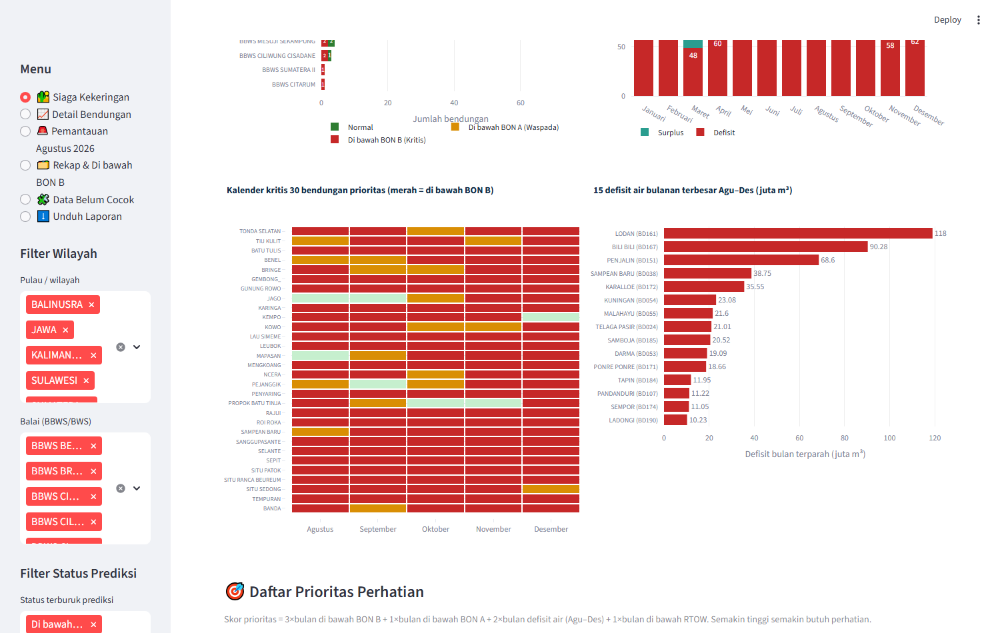 Deploy
Menu
Siaga Kekeringan
Detail Bendungan
Pemantauan
Agustus 2026
Rekap & Di bawah
BON B
Data Belum Cocok
Unduh Laporan
Filter Wilayah
Pulau / wilayah
BALINUSRA
JAWA
KALIMAN...
SULAWESI
Balai (BBWS/BWS)
BBWS BE...
BBWS BR...
BBWS CI...
BBWS CIL...
Filter Status Prediksi
Status terburuk prediksi
Di bawah...
BBWS MESUJI SEKAMPUNG
2 2
BBWS CILIWUNG CISADANE
2 1
BBWS SUMATERA II
1
BBWS CITARUM
1
0 20 40 60
Jumlah bendungan
Normal
Di bawah BON A (Waspada)
Di bawah BON B (Kritis)
50
0
48
60
58
62
Januari Februari Maret April Mei Juni Juli Agustus September Oktober November Desember
Surplus Defisit
Kalender kritis 30 bendungan prioritas (merah = di bawah BON B)
TONDA SELATAN
TIU KULIT
BATU TULIS
BENEL
BRINGE
GEMBONG_
GUNUNG ROWO
JAGO
KARINGA
KEMPO
KOWO
LAU SIMEME
LEUBOK
MAPASAN
MENGKOANG
NCERA
PEJANGGIK
PENYARING
PROPOK BATU TINJA
RAJUI
ROI ROKA
SAMPEAN BARU
SANGGUPASANTE
SELANTE
SEPIT
SITU PATOK
SITU RANCA BEUREUM
SITU SEDONG
TEMPURAN
BANDA
Agustus September Oktober November Desember
15 defisit air bulanan terbesar Agu–Des (juta m³)
LODAN (BD161) 118
BILI BILI (BD167) 90.28
PENJALIN (BD151) 68.6
SAMPEAN BARU (BD038) 38.75
KARALLOE (BD172) 35.55
KUNINGAN (BD054) 23.08
MALAHAYU (BD055) 21.6
TELAGA PASIR (BD024) 21.01
SAMBOJA (BD185) 20.52
DARMA (BD053) 19.09
PONRE PONRE (BD171) 18.66
TAPIN (BD184) 11.95
PANDANDURI (BD107) 11.22
SEMPOR (BD174) 11.05
LADONGI (BD190) 10.23
0 20 40 60 80 100 120
Defisit bulan terparah (juta m³)
Daftar Prioritas Perhatian
Skor prioritas = 3×bulan di bawah BON B + 1×bulan di bawah BON A + 2×bulan defisit air (Agu–Des) + 1×bulan di bawah RTOW. Semakin tinggi semakin butuh perhatian.